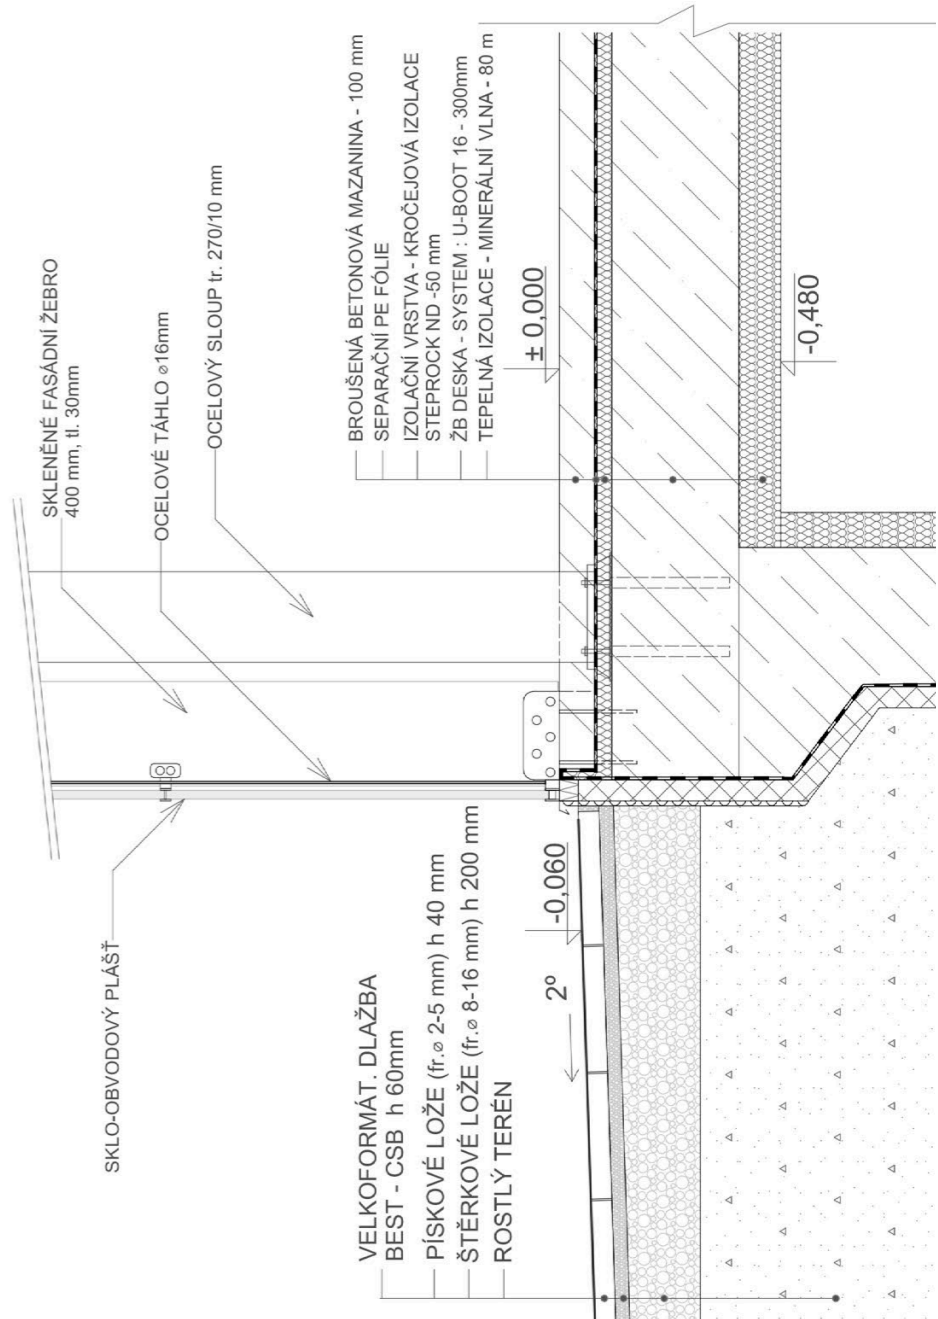 SKLO-OBVODOVÝ PLÁŠŤ
SKLENĚNÉ FASÁDNÍ ŽEBRO
400 mm, tl. 30mm
OCELOVÉ TÁHLO ⌀16mm
OCELOVÝ SLOUP tr. 270/10 mm
VELKOFORMÁT. DLAŽBA
BEST - CSB h 60mm
PÍSKOVÉ LOŽE (fr.⌀ 2-5 mm) h 40 mm
ŠTĚRKOVÉ LOŽE (fr.⌀ 8-16 mm) h 200 mm
ROSTLÝ TERÉN
BROUŠENÁ BETONOVÁ MAZANINA - 100 mm
SEPARAČNÍ PE FÓLIE
IZOLAČNÍ VRSTVA - KROČEJOVÁ IZOLACE
STEPROCK ND -50 mm
ŽB DESKA - SYSTEM : U-BOOT 16 - 300mm
TEPELNÁ IZOLACE - MINERÁLNÍ VLNA - 80 m
2º
-0,060
± 0,000
-0,480